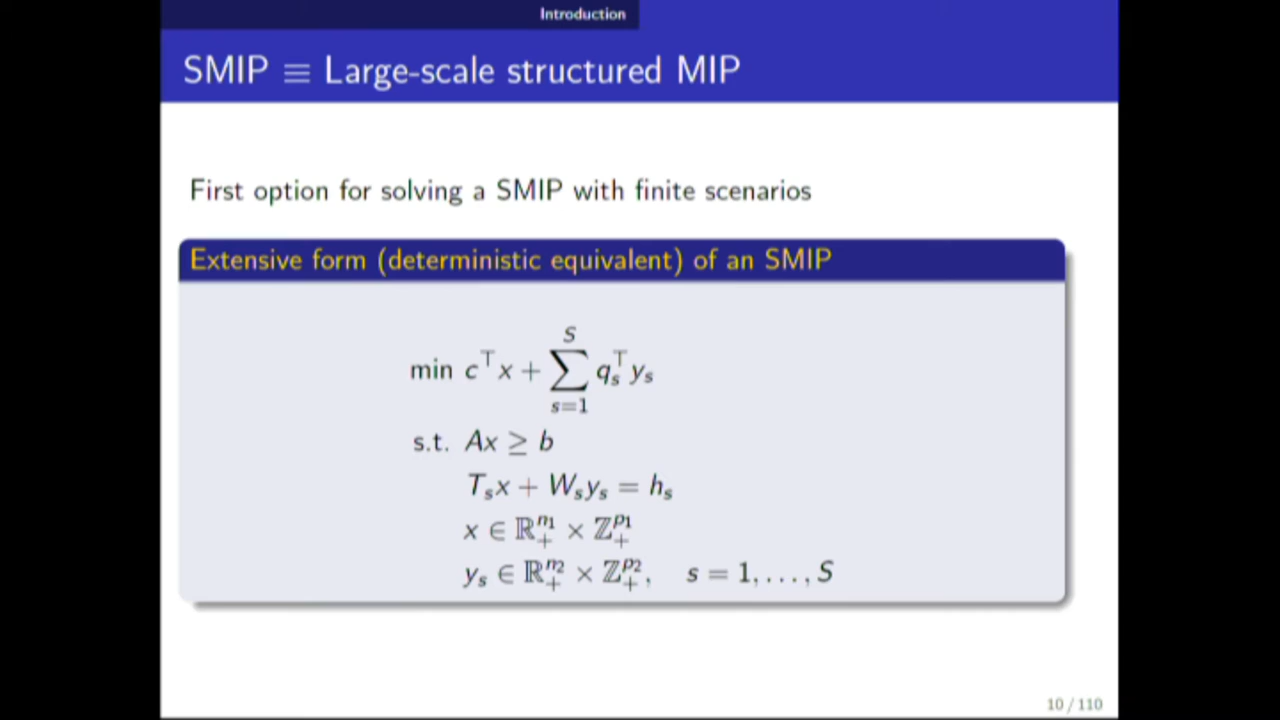 Introduction
SMIP ≡ Large-scale structured MIP
First option for solving a SMIP with finite scenarios
Extensive form (deterministic equivalent) of an SMIP
min c^⊤ x + ∑_{s=1}^{S} q_s^⊤ y_s
s.t. Ax ≥ b
T_s x + W_s y_s = h_s
x ∈ ℝ_+^{n_1} × ℤ_+^{p_1}
y_s ∈ ℝ_+^{n_2} × ℤ_+^{p_2}, s = 1, . . . , S
10 / 110